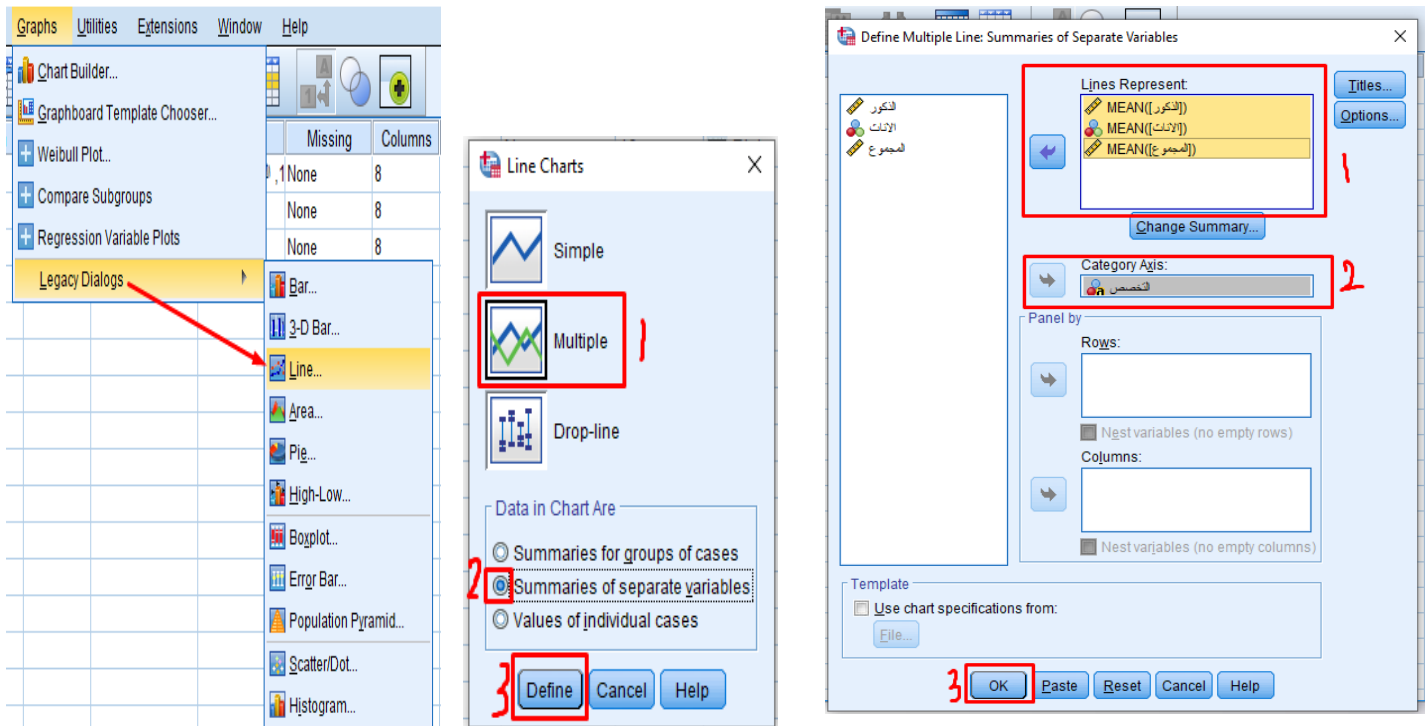 Graphs Utilities Extensions Window Help
Chart Builder...
Graphboard Template Chooser...
Weibull Plot...
Compare Subgroups
Regression Variable Plots
Legacy Dialogs
Missing Columns
,1 None 8
None 8
None 8
Bar...
3-D Bar...
Line...
Area...
Pie...
High-Low...
Boxplot...
Error Bar...
Population Pyramid...
Scatter/Dot...
Histogram...
Line Charts
Simple
Multiple
1
Drop-line
Data in Chart Are
Summaries for groups of cases
2
Summaries of separate variables
Values of individual cases
3
Define Cancel Help
Define Multiple Line: Summaries of Separate Variables
الذكور
الاناث
المجموع
Lines Represent:
MEAN([الذكور])
MEAN([الاناث])
MEAN([المجموع])
1
Titles...
Options...
Change Summary...
Category Axis:
التخصص
2
Panel by
Rows:
Nest variables (no empty rows)
Columns:
Nest variables (no empty columns)
Template
Use chart specifications from:
File...
3
OK Paste Reset Cancel Help